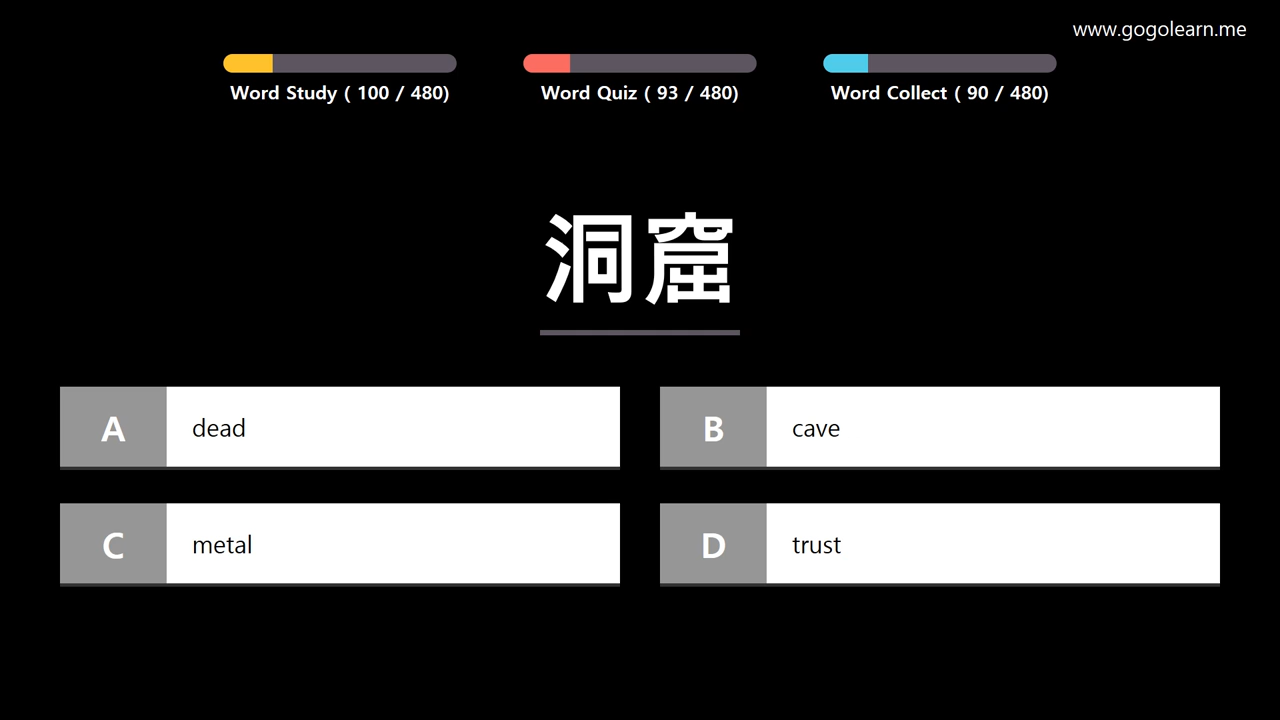 www.gogolearn.me
Word Study ( 100 / 480)
Word Quiz ( 93 / 480)
Word Collect ( 90 / 480)
洞窟
A dead
B cave
C metal
D trust